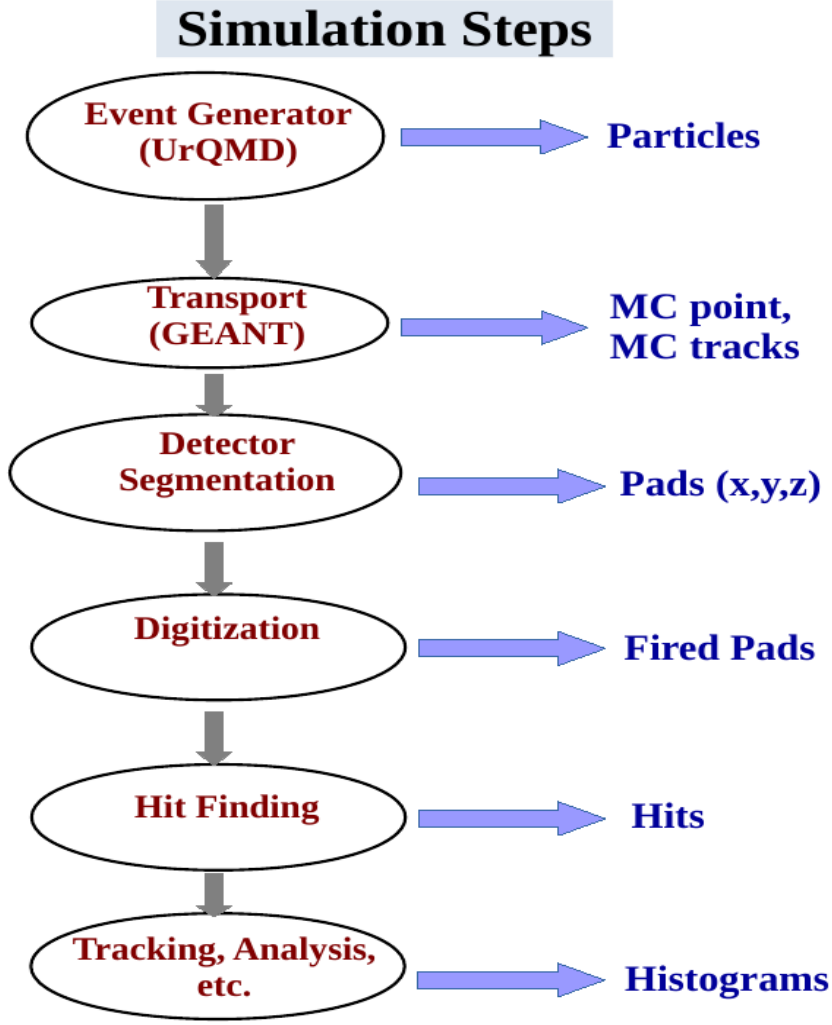 Simulation Steps
Event Generator
(UrQMD)
Particles
Transport
(GEANT)
MC point,
MC tracks
Detector
Segmentation
Pads (x,y,z)
Digitization
Fired Pads
Hit Finding
Hits
Tracking, Analysis,
etc.
Histograms